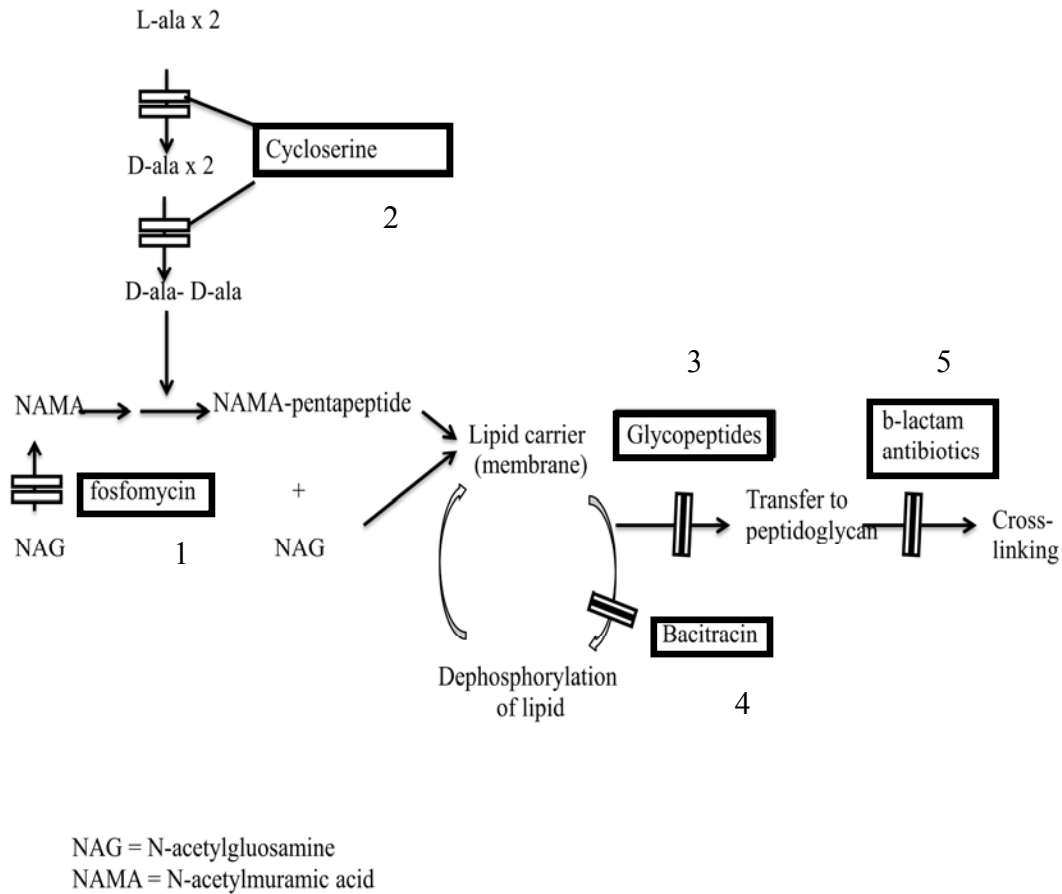 L-ala x 2
Cycloserine
D-ala x 2
2
D-ala- D-ala
3
5
NAMA
NAMA-pentapeptide
Lipid carrier
(membrane)
Glycopeptides
b-lactam
antibiotics
fosfomycin
+
Transfer to
peptidoglycan
Cross-
linking
NAG
1
NAG
Bacitracin
Dephosphorylation
of lipid
4
NAG = N-acetylgluosamine
NAMA = N-acetylmuramic acid